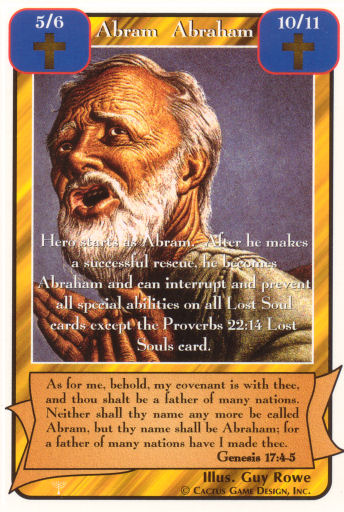 5/6
Abram Abraham
10/11
Hero starts as Abram. After he makes
a successful rescue, he becomes
Abraham and can interrupt and prevent
all special abilities on all Lost Soul
cards except the Proverbs 22:14 Lost
Souls card.
As for me, behold, my covenant is with thee,
and thou shalt be a father of many nations.
Neither shall thy name any more be called
Abram, but thy name shall be Abraham; for
a father of many nations have I made thee.
Genesis 17:4-5
Illus. Guy Rowe
© Cactus Game Design, Inc.